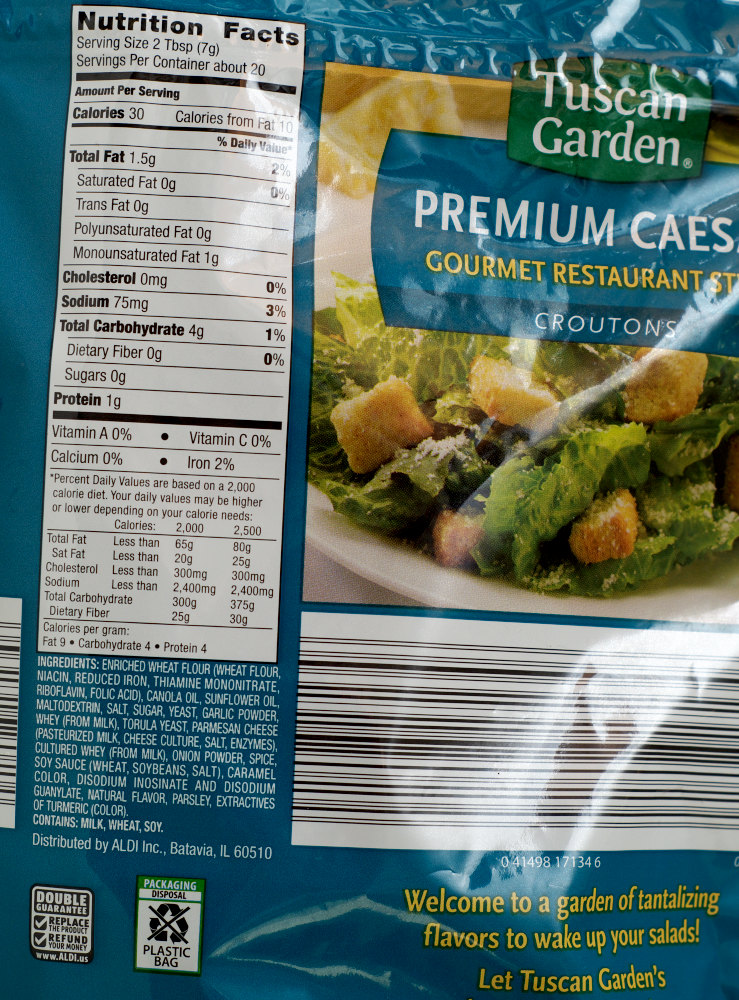 Nutrition Facts
Serving Size 2 Tbsp (7g)
Servings Per Container about 20
Amount Per Serving
Calories 30 Calories from Fat 10
% Daily Value*
Total Fat 1.5g 2%
Saturated Fat 0g 0%
Trans Fat 0g
Polyunsaturated Fat 0g
Monounsaturated Fat 1g
Cholesterol 0mg 0%
Sodium 75mg 3%
Total Carbohydrate 4g 1%
Dietary Fiber 0g 0%
Sugars 0g
Protein 1g
Vitamin A 0% • Vitamin C 0%
Calcium 0% • Iron 2%
*Percent Daily Values are based on a 2,000
calorie diet. Your daily values may be higher
or lower depending on your calorie needs:
Calories: 2,000 2,500
Total Fat Less than 65g 80g
Sat Fat Less than 20g 25g
Cholesterol Less than 300mg 300mg
Sodium Less than 2,400mg 2,400mg
Total Carbohydrate 300g 375g
Dietary Fiber 25g 30g
Calories per gram:
Fat 9 • Carbohydrate 4 • Protein 4
INGREDIENTS: ENRICHED WHEAT FLOUR (WHEAT FLOUR,
NIACIN, REDUCED IRON, THIAMINE MONONITRATE,
RIBOFLAVIN, FOLIC ACID), CANOLA OIL, SUNFLOWER OIL,
MALTODEXTRIN, SALT, SUGAR, YEAST, GARLIC POWDER,
WHEY (FROM MILK), TORULA YEAST, PARMESAN CHEESE
(PASTEURIZED MILK, CHEESE CULTURE, SALT, ENZYMES),
CULTURED WHEY (FROM MILK), ONION POWDER, SPICE,
SOY SAUCE (WHEAT, SOYBEANS, SALT), CARAMEL
COLOR, DISODIUM INOSINATE AND DISODIUM
GUANYLATE, NATURAL FLAVOR, PARSLEY, EXTRACTIVES
OF TURMERIC (COLOR).
CONTAINS: MILK, WHEAT, SOY.
Distributed by ALDI Inc., Batavia, IL 60510
DOUBLE
GUARANTEE
REPLACE
THE PRODUCT
REFUND
YOUR MONEY
www.ALDI.us
PACKAGING
DISPOSAL
PLASTIC
BAG
Tuscan
Garden®
PREMIUM CAES
GOURMET RESTAURANT ST
CROUTONS
0 41498 17134 6
Welcome to a garden of tantalizing
flavors to wake up your salads!
Let Tuscan Garden's